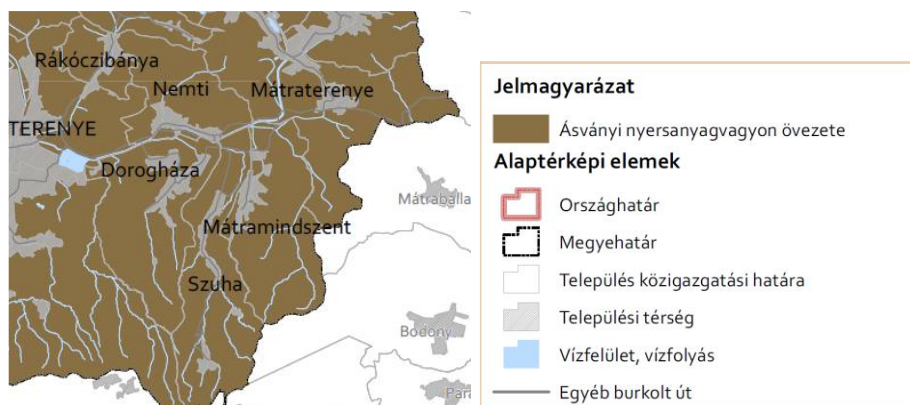 Rákóczibánya
Nemti
Mátraterenye
TERENYE
Dorogháza
Mátraballa
Mátramindszent
Szuha
Bodony
Para
Jelmagyarázat
Ásványi nyersanyagvagyon övezete
Alaptérképi elemek
Országhatár
Megyehatár
Település közigazgatási határa
Települési térség
Vízfelület, vízfolyás
Egyéb burkolt út